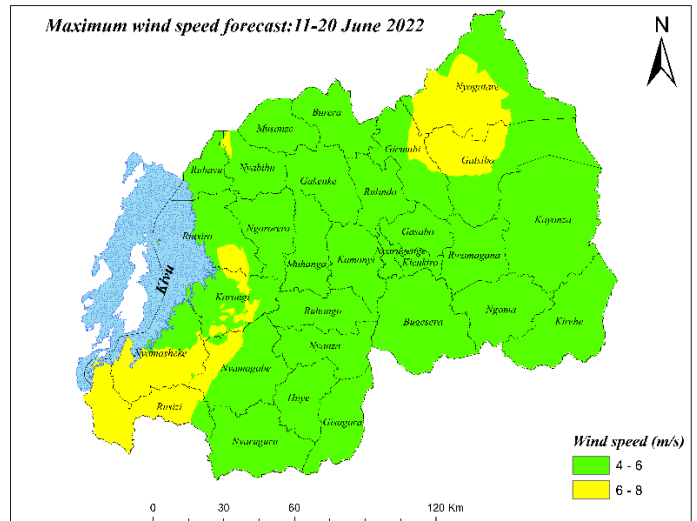 Maximum wind speed forecast:11-20 June 2022
N
Nyagatare
Burera
Musanze
Gicumbi
Gatsibo
Rubavu
Nyabihu
Gakenke
Rulindo
Kayonza
Rutsiro
Ngororero
Gasabo
Nyarugenge
Kicukiro
Rwamagana
Muhanga
Kamonyi
Kivu
Karongi
Ruhango
Bugesera
Ngoma
Kirehe
Nyamasheke
Nyamagabe
Nyanza
Rusizi
Huye
Gisagara
Nyaruguru
Wind speed (m/s)
4 - 6
6 - 8
0 30 60 120 Km